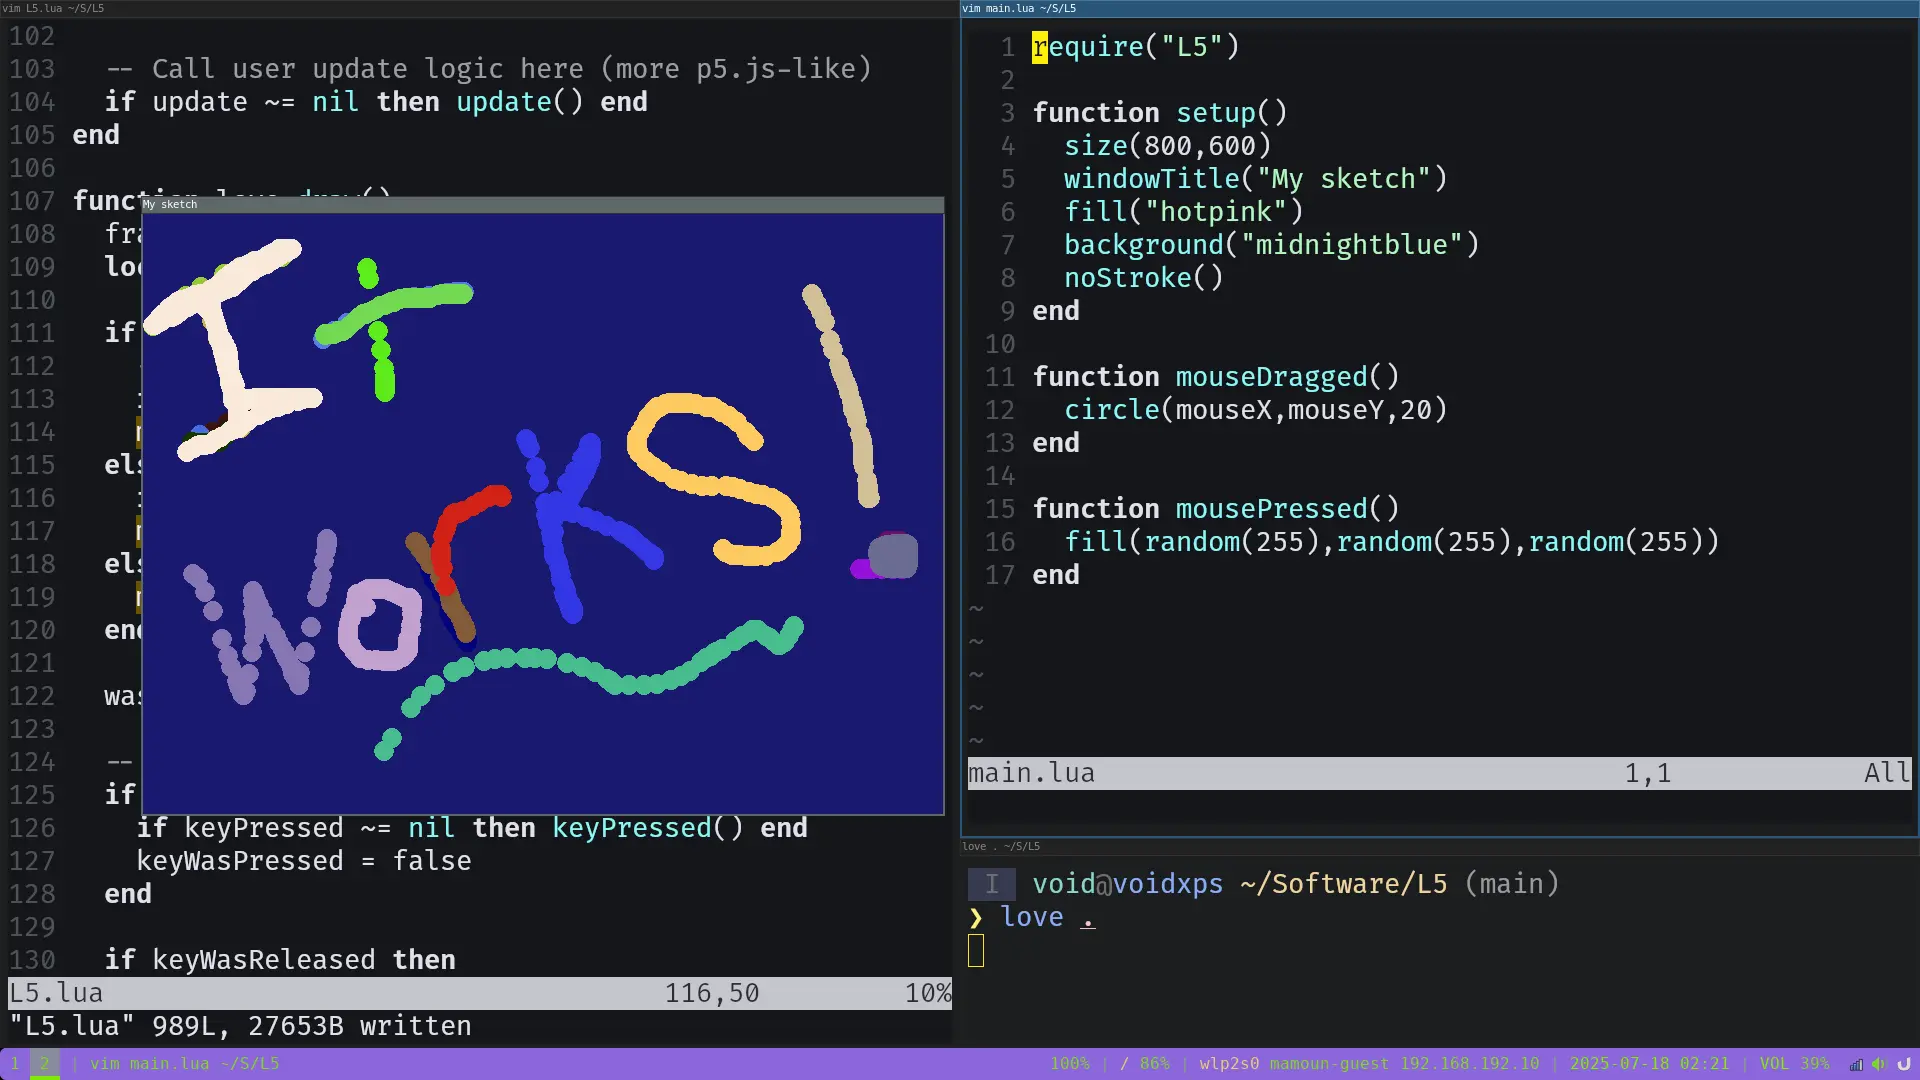 vim L5.lua ~/S/L5
102
103 -- Call user update logic here (more p5.js-like)
104 if update ~= nil then update() end
105 end
106
107
108
109
110
111 if
112
113
114
115
116
117
118
119
120
121
122
123
124 --
125 if
126 if keyPressed ~= nil then keyPressed() end
127 keyWasPressed = false
128 end
129
130 if keyWasReleased then
L5.lua 116,50 10%
"L5.lua" 989L, 27653B written
My sketch
IT
Works!
vim main.lua ~/S/L5
1 require("L5")
2
3 function setup()
4 size(800,600)
5 windowTitle("My sketch")
6 fill("hotpink")
7 background("midnightblue")
8 noStroke()
9 end
10
11 function mouseDragged()
12 circle(mouseX,mouseY,20)
13 end
14
15 function mousePressed()
16 fill(random(255),random(255),random(255))
17 end
~
~
~
~
~
main.lua 1,1 All
love . ~/S/L5
I void@voidxps ~/Software/L5 (main)
❯ love .
1 2 | vim main.lua ~/S/L5 100% | / 86% | wlp2s0 mamoun-guest 192.168.192.10 | 2025-07-18 02:21 | VOL 39% |